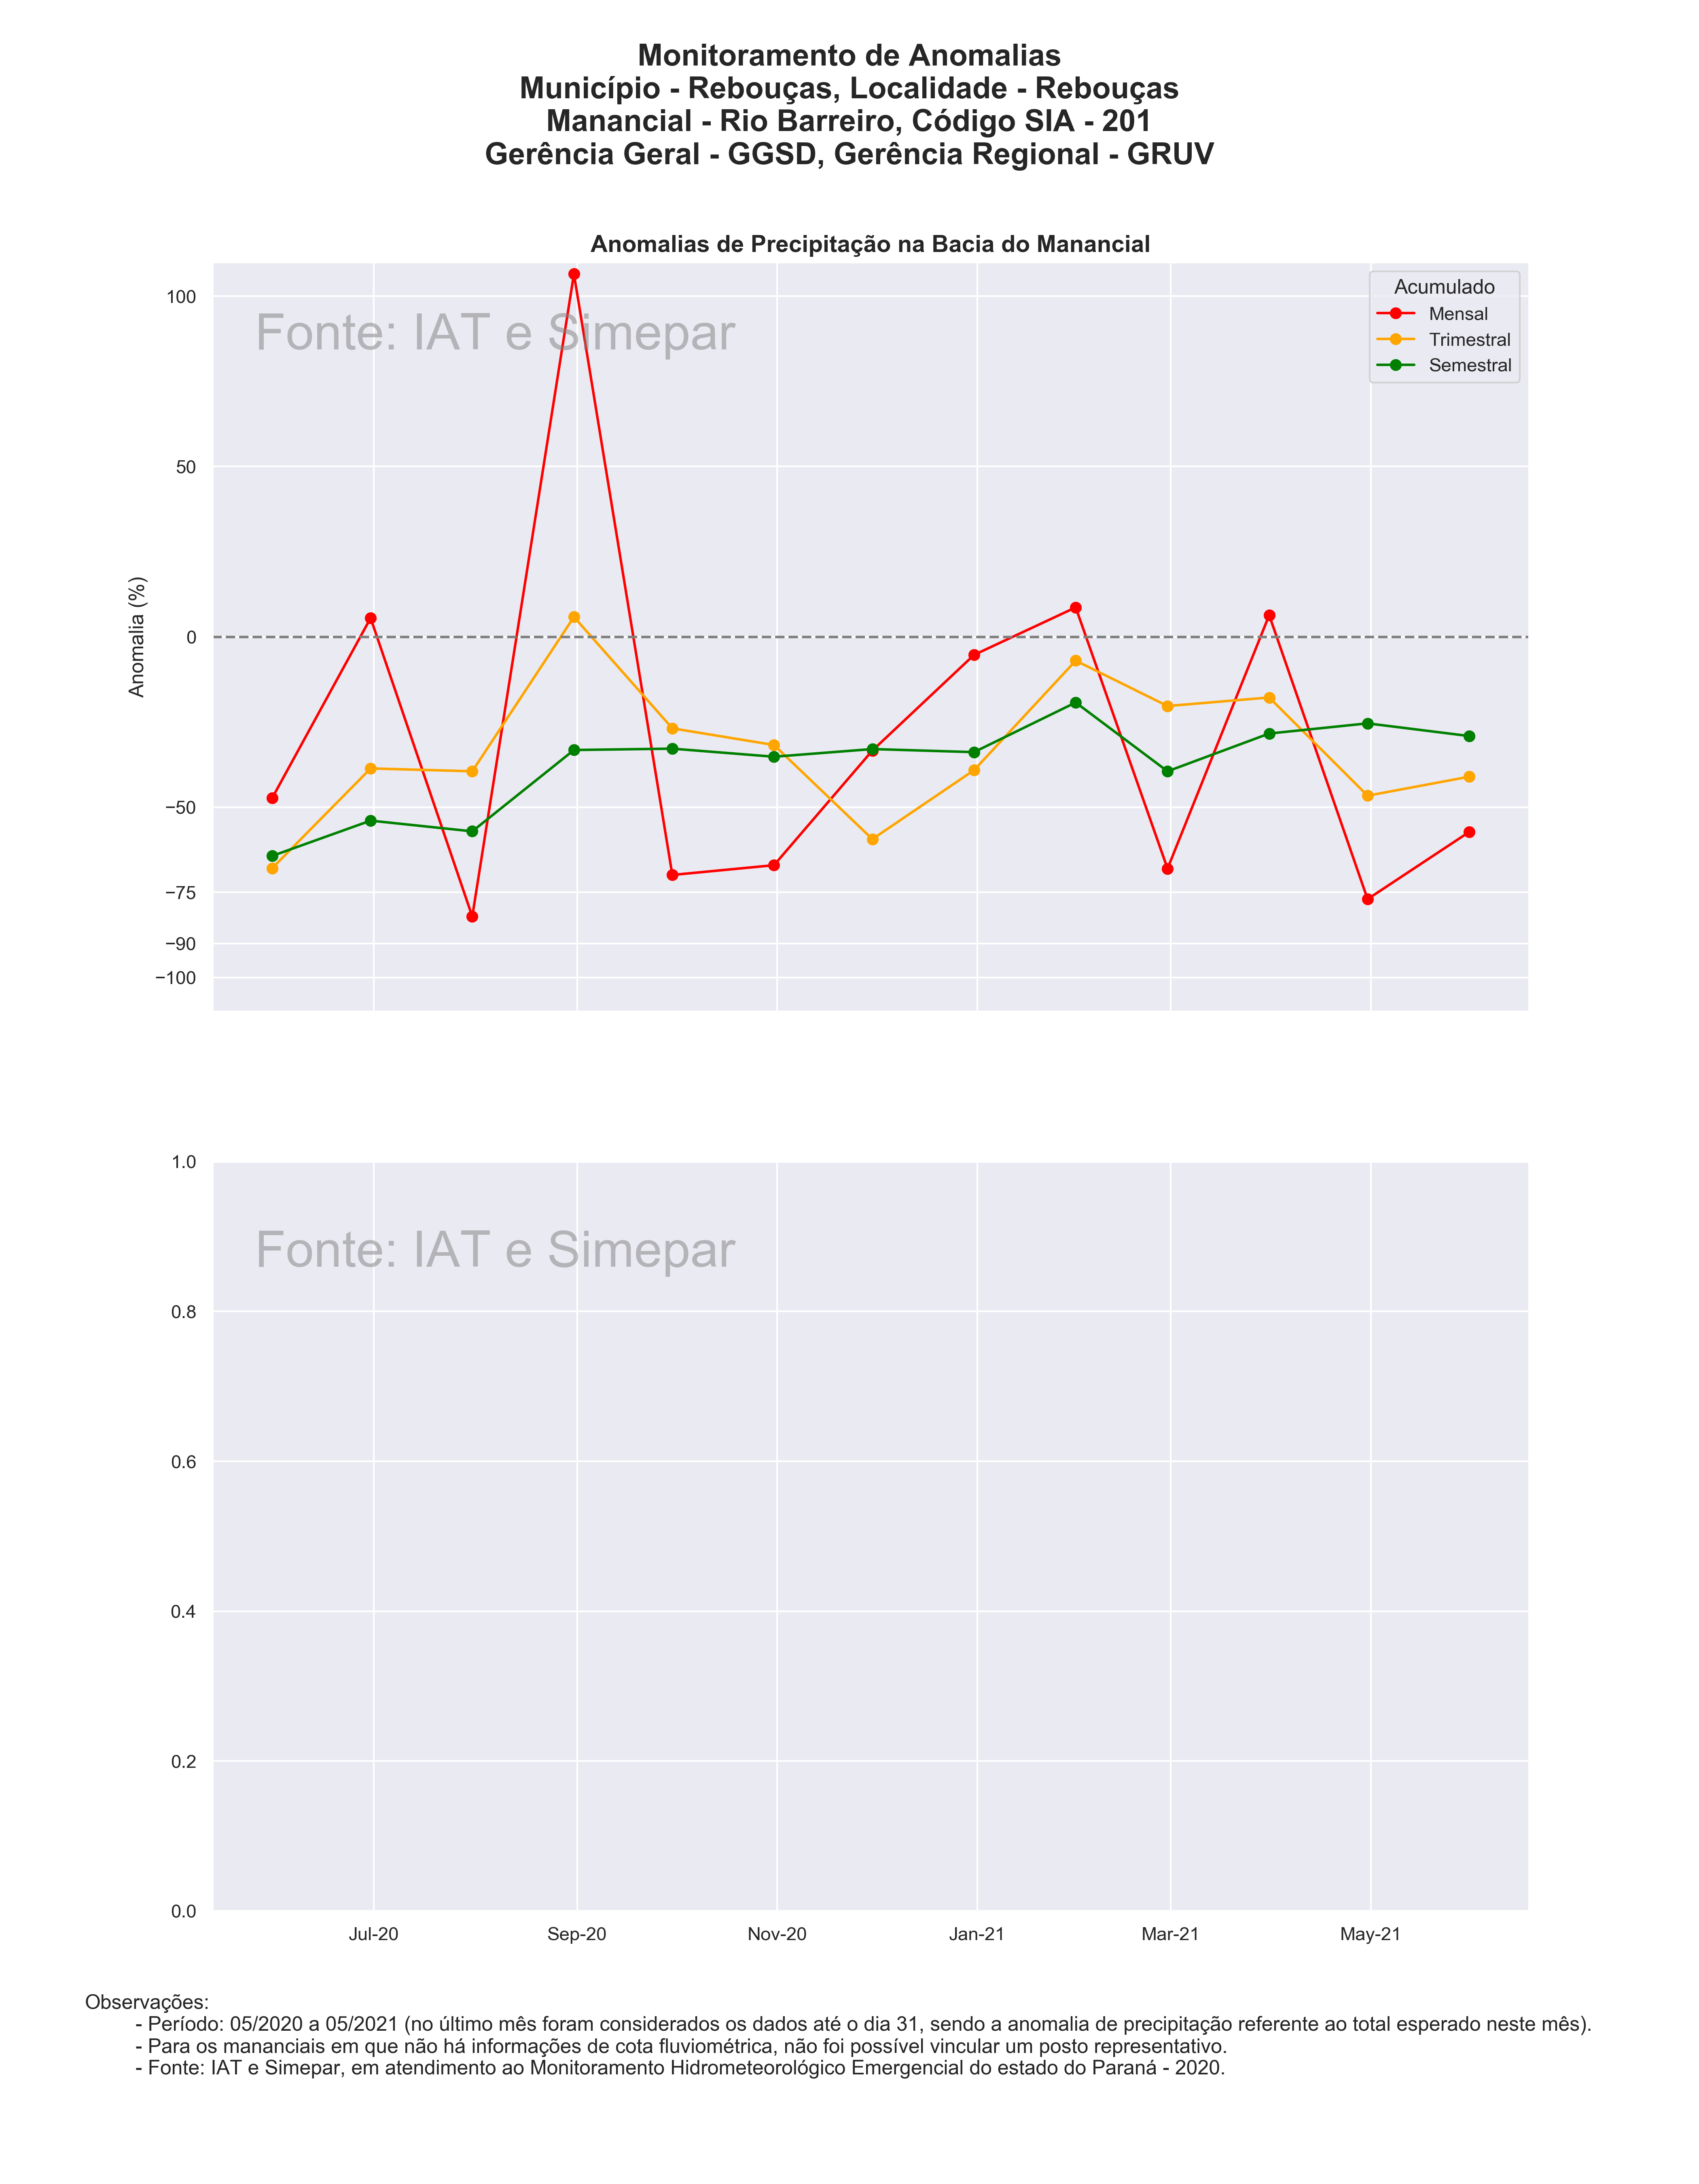 Monitoramento de Anomalias
Município - Rebouças, Localidade - Rebouças
Manancial - Rio Barreiro, Código SIA - 201
Gerência Geral - GGSD, Gerência Regional - GRUV
Anomalias de Precipitação na Bacia do Manancial
Fonte: IAT e Simepar
Acumulado
Mensal
Trimestral
Semestral
Anomalia (%)
100
50
0
−50
−75
−90
−100
Fonte: IAT e Simepar
1.0
0.8
0.6
0.4
0.2
0.0
Jul-20 Sep-20 Nov-20 Jan-21 Mar-21 May-21
Observações:
- Período: 05/2020 a 05/2021 (no último mês foram considerados os dados até o dia 31, sendo a anomalia de precipitação referente ao total esperado neste mês).
- Para os mananciais em que não há informações de cota fluviométrica, não foi possível vincular um posto representativo.
- Fonte: IAT e Simepar, em atendimento ao Monitoramento Hidrometeorológico Emergencial do estado do Paraná - 2020.